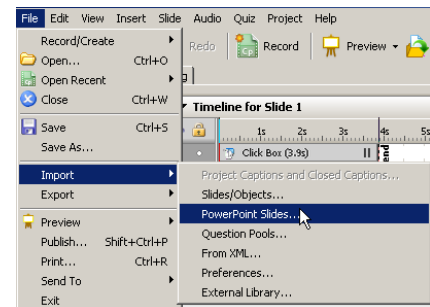 File Edit View Insert Slide Audio Quiz Project Help
Record/Create
Redo Record Preview
Open... Ctrl+O
Open Recent
Close Ctrl+W
Timeline for Slide 1
Save Ctrl+S
1s 2s 3s 4s 5s
Save As...
Click Box (3.9s) end
Import
Project Captions and Closed Captions...
Export
Slides/Objects...
PowerPoint Slides...
Preview
Question Pools...
Publish... Shift+Ctrl+P
From XML...
Print... Ctrl+R
Preferences...
Send To
External Library...
Exit